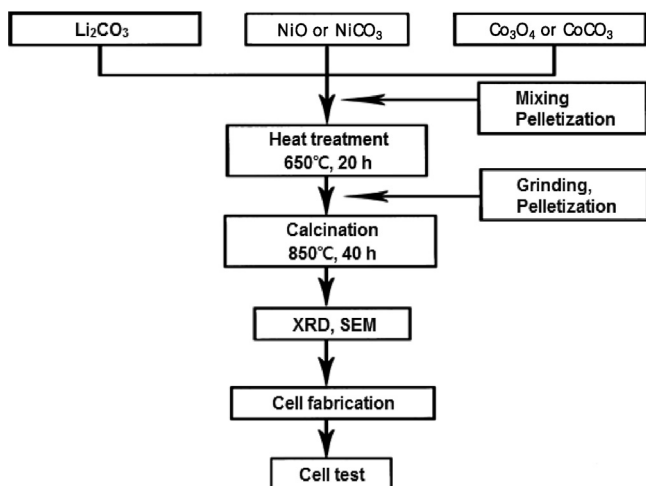 Li₂CO₃
NiO or NiCO₃
Co₃O₄ or CoCO₃
Mixing
Pelletization
Heat treatment
650℃, 20 h
Grinding,
Pelletization
Calcination
850℃, 40 h
XRD, SEM
Cell fabrication
Cell test